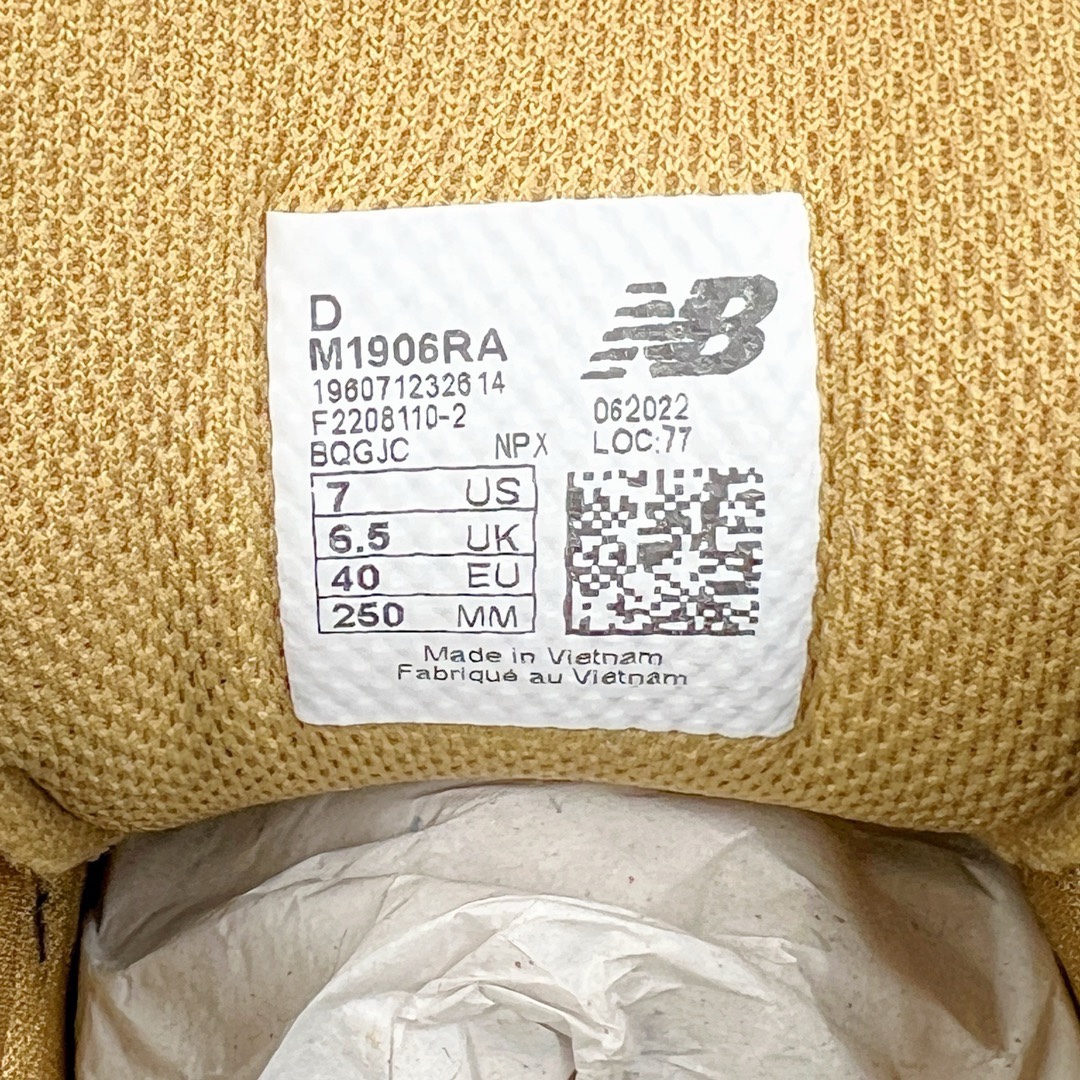 D
M1906RA
196071232614
F2208110-2
BQGJC NPX
NB
062022
LOC:77
7 US
6.5 UK
40 EU
250 MM
Made in Vietnam
Fabriqué au Vietnam